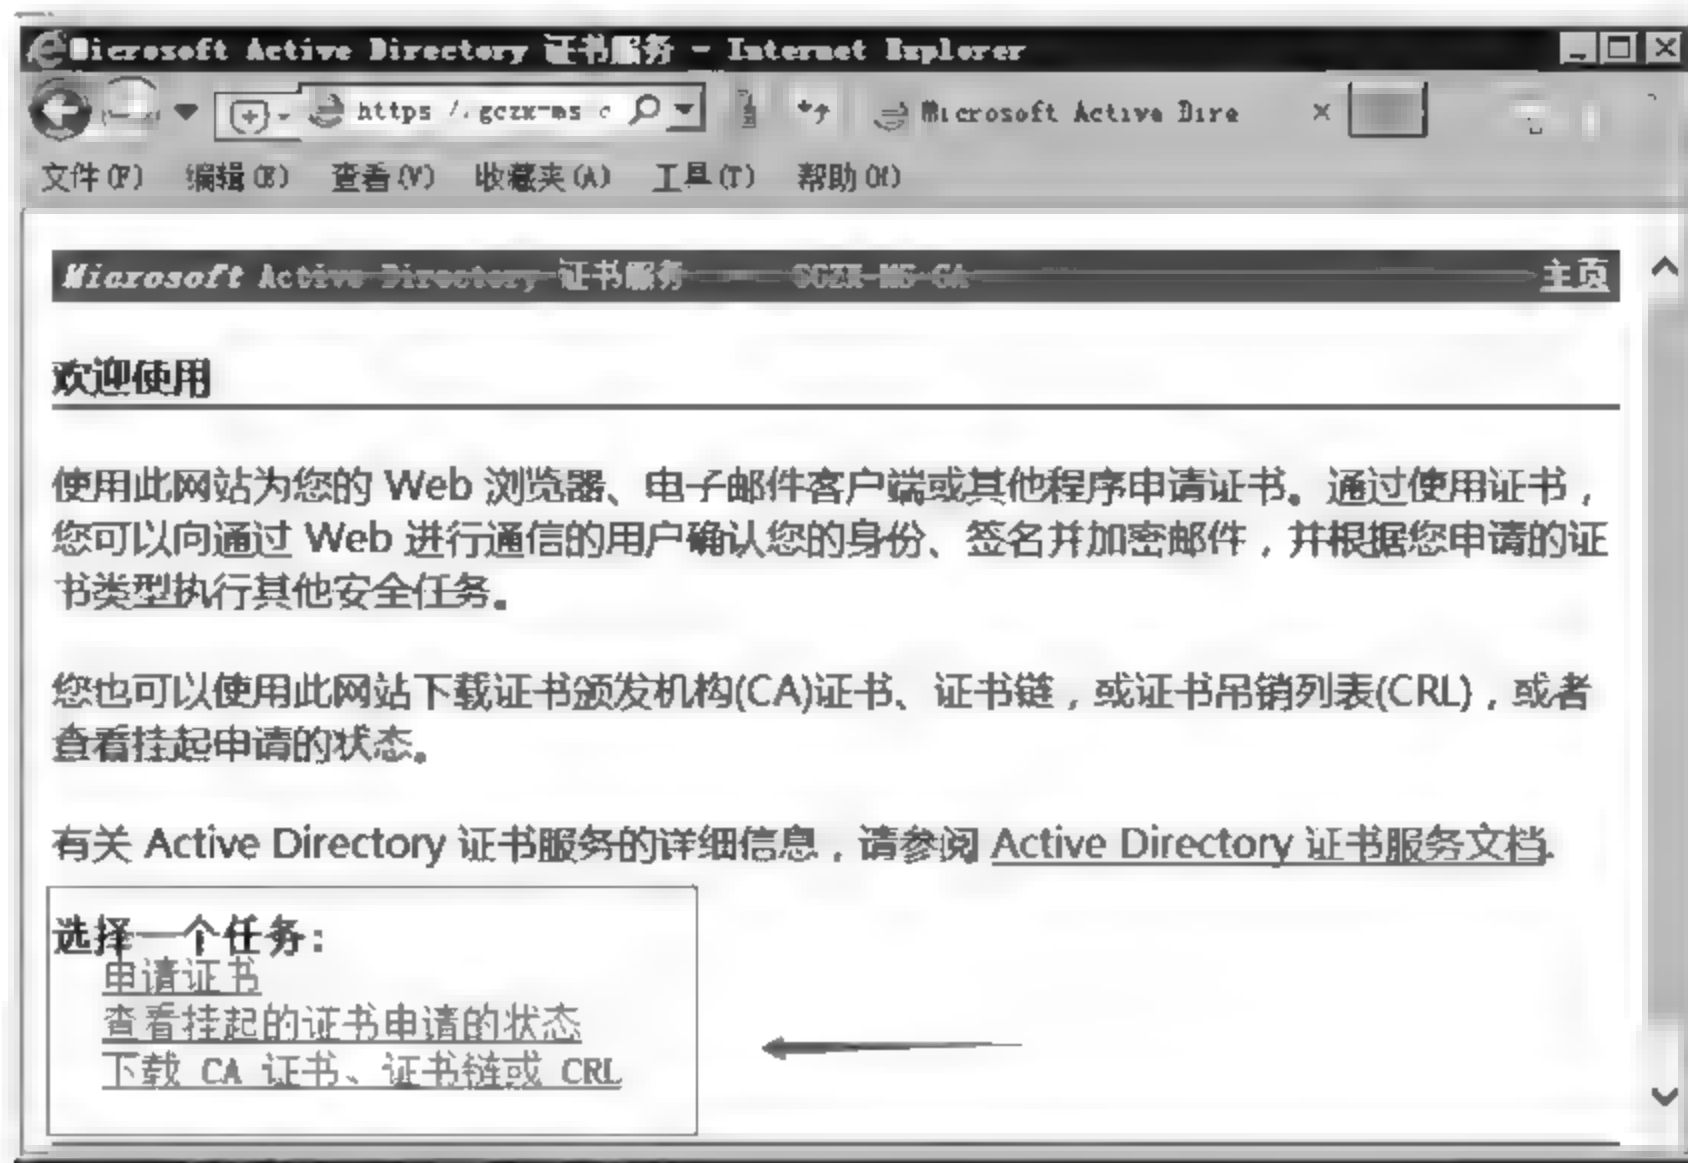 Microsoft Active Directory 证书服务 - Internet Explorer
https gczx-ms Microsoft Active Dire
文件(F) 编辑(E) 查看(V) 收藏夹(A) 工具(T) 帮助(H)
Microsoft Active Directory 证书服务 -- GCZX-MS-CA 主页
欢迎使用
使用此网站为您的 Web 浏览器、电子邮件客户端或其他程序申请证书。通过使用证书，
您可以向通过 Web 进行通信的用户确认您的身份、签名并加密邮件，并根据您申请的证
书类型执行其他安全任务。
您也可以使用此网站下载证书颁发机构(CA)证书、证书链，或证书吊销列表(CRL)，或者
查看挂起申请的状态。
有关 Active Directory 证书服务的详细信息，请参阅 Active Directory 证书服务文档.
选择一个任务:
申请证书
查看挂起的证书申请的状态
下载 CA 证书、证书链或 CRL